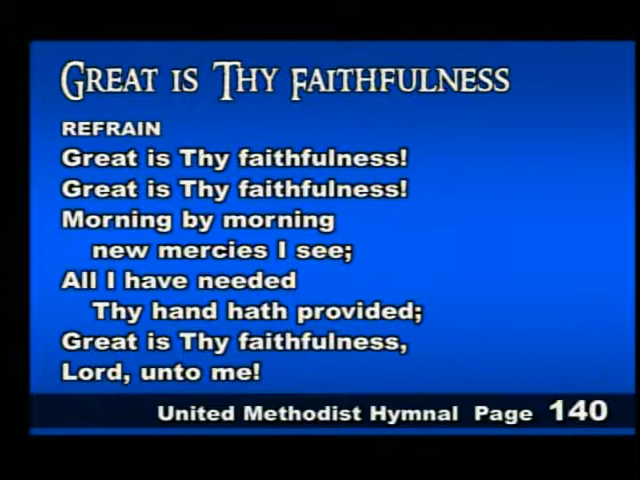 GREAT IS THY FAITHFULNESS
REFRAIN
Great is Thy faithfulness!
Great is Thy faithfulness!
Morning by morning
new mercies I see;
All I have needed
Thy hand hath provided;
Great is Thy faithfulness,
Lord, unto me!
United Methodist Hymnal Page 140